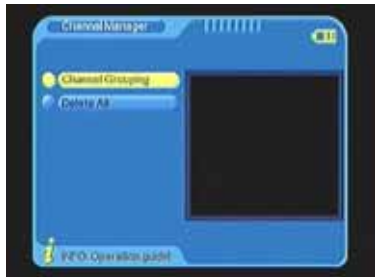 Channel Manager
Channel Grouping
Delete All
INFO: Operation guide!